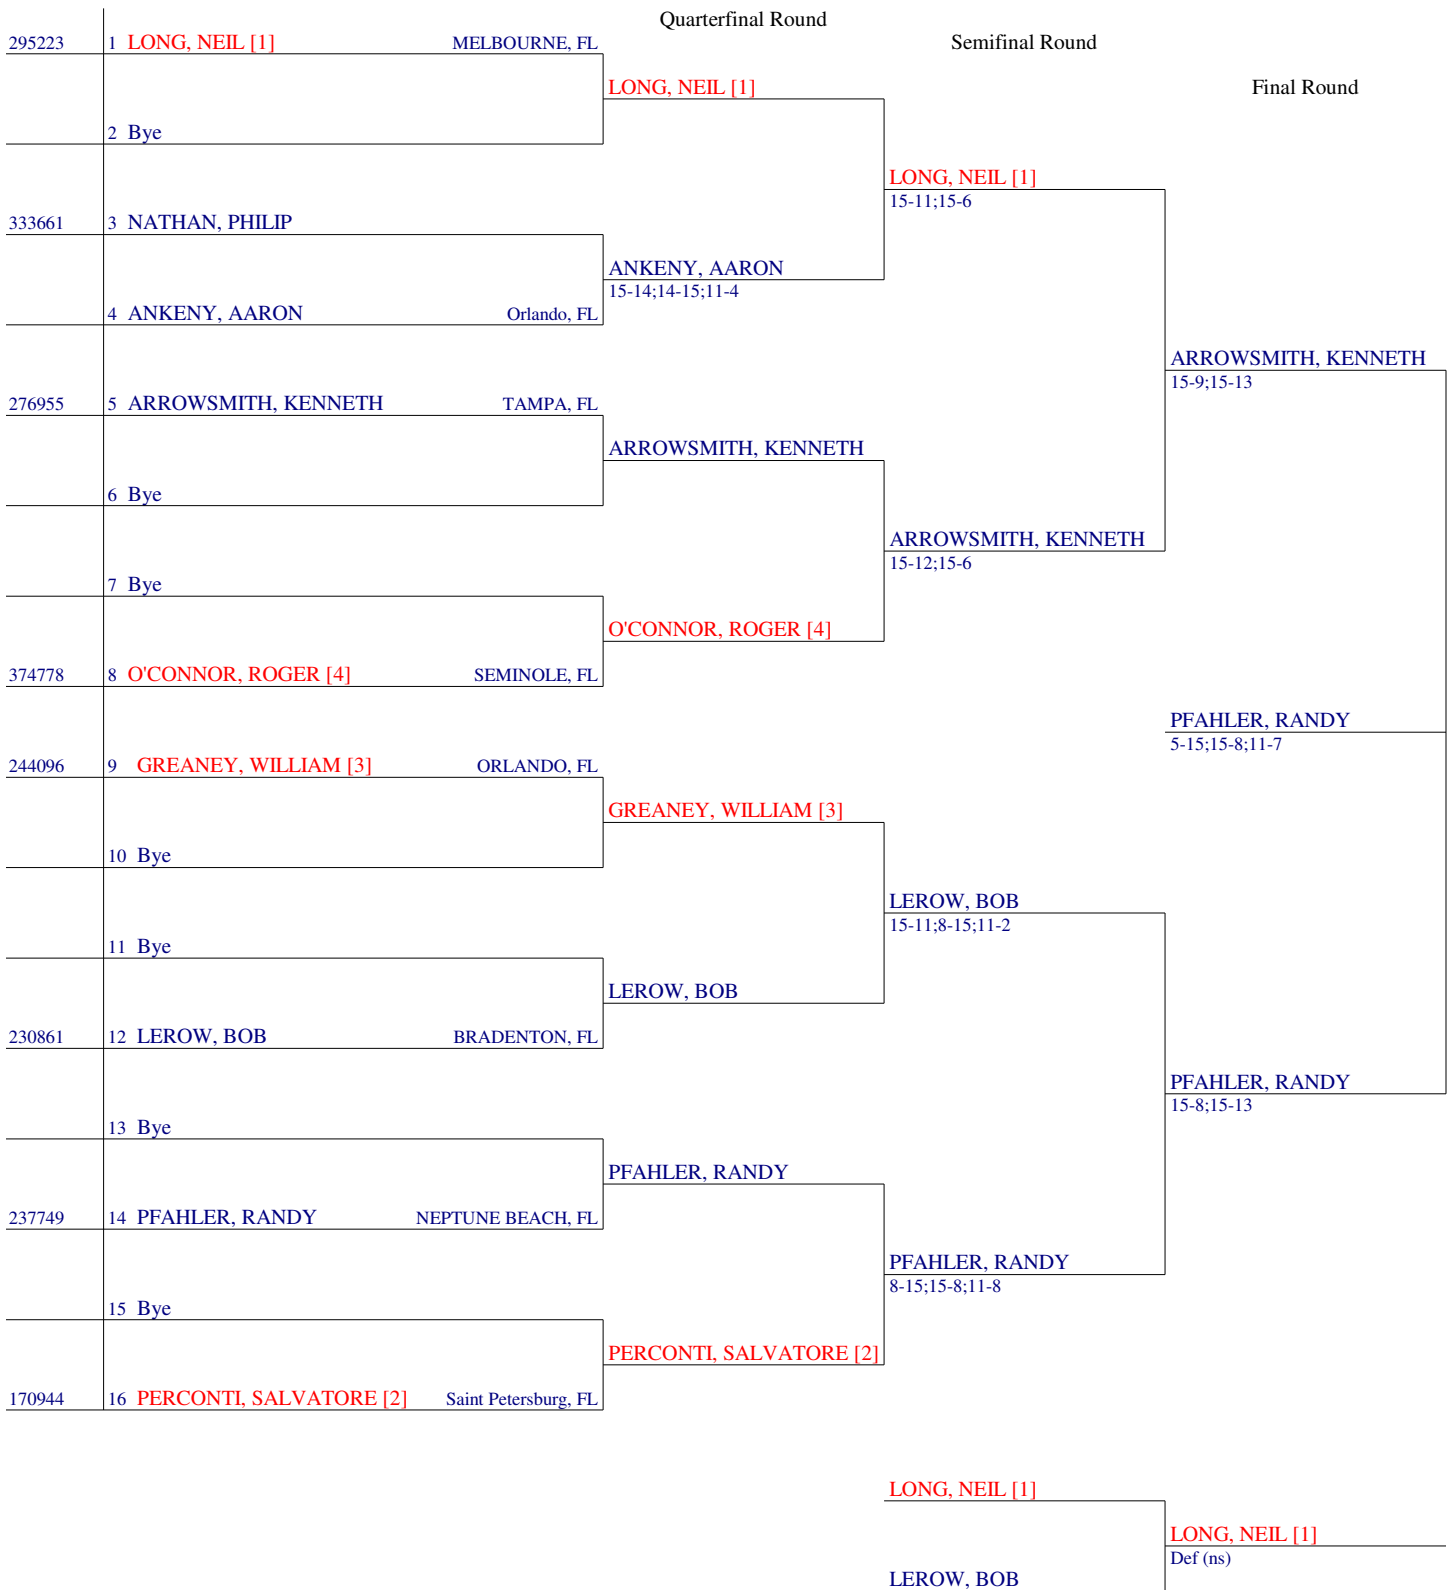 Quarterfinal Round
Semifinal Round
Final Round
295223 1 LONG, NEIL [1] MELBOURNE, FL
LONG, NEIL [1]
2 Bye
LONG, NEIL [1]
15-11;15-6
333661 3 NATHAN, PHILIP
ANKENY, AARON
15-14;14-15;11-4
4 ANKENY, AARON Orlando, FL
ARROWSMITH, KENNETH
15-9;15-13
276955 5 ARROWSMITH, KENNETH TAMPA, FL
ARROWSMITH, KENNETH
6 Bye
ARROWSMITH, KENNETH
15-12;15-6
7 Bye
O'CONNOR, ROGER [4]
374778 8 O'CONNOR, ROGER [4] SEMINOLE, FL
PFAHLER, RANDY
5-15;15-8;11-7
244096 9 GREANEY, WILLIAM [3] ORLANDO, FL
GREANEY, WILLIAM [3]
10 Bye
LEROW, BOB
15-11;8-15;11-2
11 Bye
LEROW, BOB
230861 12 LEROW, BOB BRADENTON, FL
PFAHLER, RANDY
15-8;15-13
13 Bye
PFAHLER, RANDY
237749 14 PFAHLER, RANDY NEPTUNE BEACH, FL
PFAHLER, RANDY
8-15;15-8;11-8
15 Bye
PERCONTI, SALVATORE [2]
170944 16 PERCONTI, SALVATORE [2] Saint Petersburg, FL
LONG, NEIL [1]
LONG, NEIL [1]
Def (ns)
LEROW, BOB